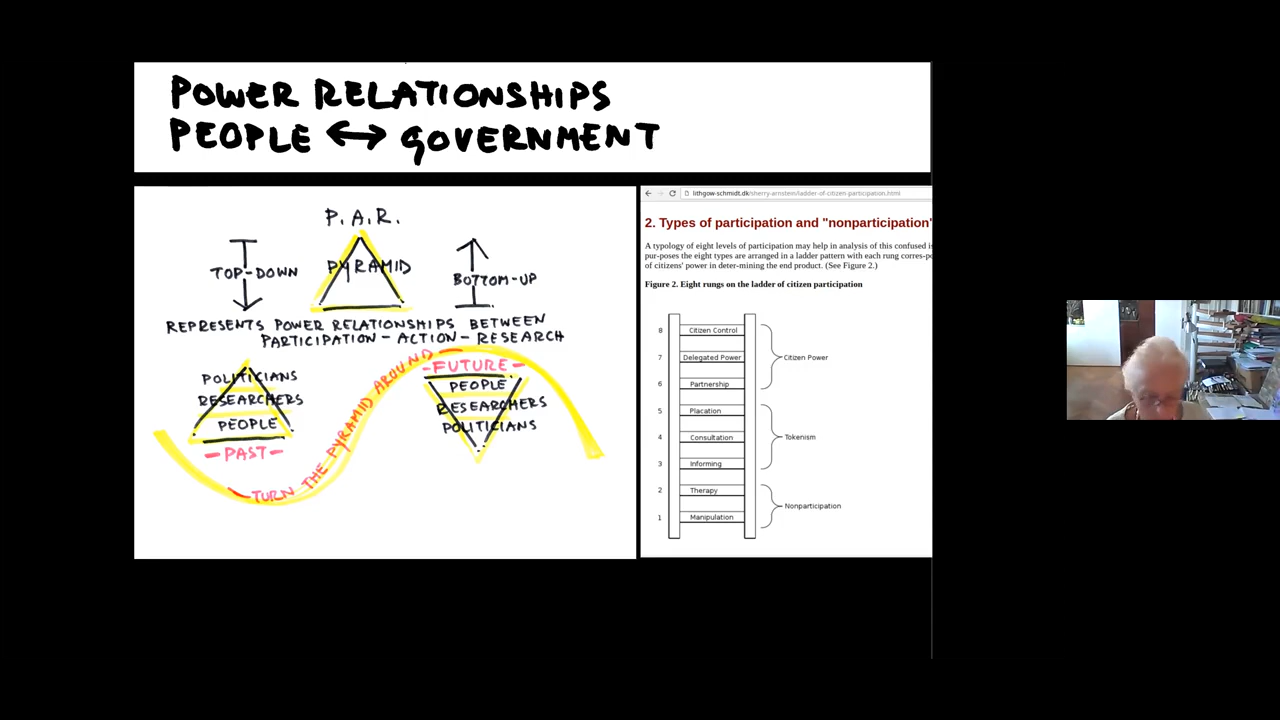 POWER RELATIONSHIPS
PEOPLE ↔ GOVERNMENT
P. A. R.
TOP-DOWN
PYRAMID
BOTTOM-UP
REPRESENTS POWER RELATIONSHIPS BETWEEN
PARTICIPATION-ACTION-RESEARCH
POLITICIANS
RESEARCHERS
PEOPLE
-PAST-
TURN THE PYRAMID AROUND
-FUTURE-
PEOPLE
RESEARCHERS
POLITICIANS
lithgow-schmidt.dk/sherry-arnstein/ladder-of-citizen-participation.html
2. Types of participation and "nonparticipation"
A typology of eight levels of participation may help in analysis of this confused is
pur-poses the eight types are arranged in a ladder pattern with each rung corres-po
of citizens' power in deter-mining the end product. (See Figure 2.)
Figure 2. Eight rungs on the ladder of citizen participation
8 Citizen Control
7 Delegated Power
Citizen Power
6 Partnership
5 Placation
4 Consultation
Tokenism
3 Informing
2 Therapy
Nonparticipation
1 Manipulation